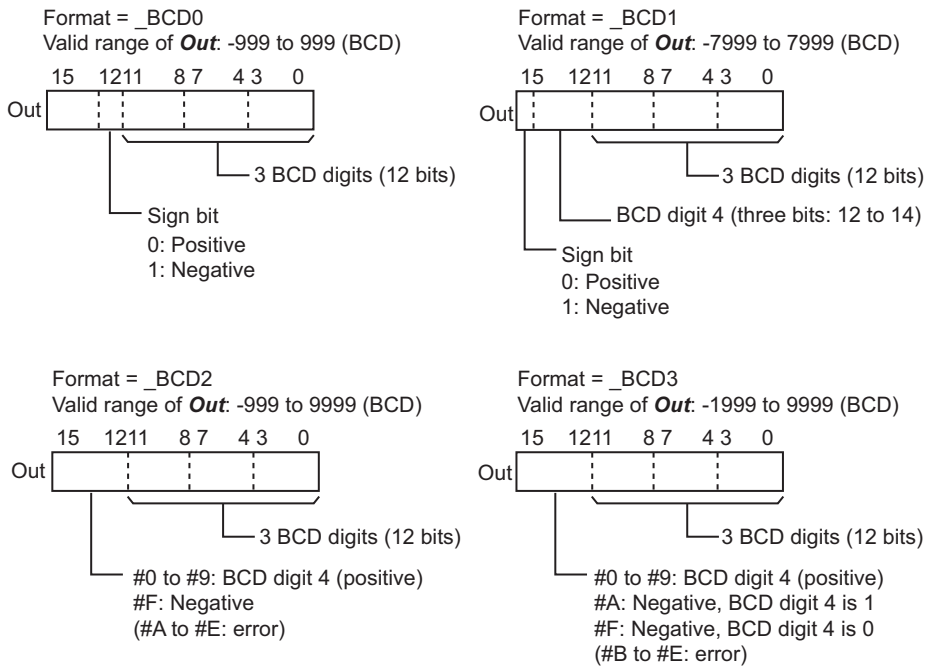 Format = _BCD0
Valid range of Out: -999 to 999 (BCD)
15 1211 8 7 4 3 0
Out
3 BCD digits (12 bits)
Sign bit
0: Positive
1: Negative
Format = _BCD1
Valid range of Out: -7999 to 7999 (BCD)
15 1211 8 7 4 3 0
Out
3 BCD digits (12 bits)
BCD digit 4 (three bits: 12 to 14)
Sign bit
0: Positive
1: Negative
Format = _BCD2
Valid range of Out: -999 to 9999 (BCD)
15 1211 8 7 4 3 0
Out
3 BCD digits (12 bits)
#0 to #9: BCD digit 4 (positive)
#F: Negative
(#A to #E: error)
Format = _BCD3
Valid range of Out: -1999 to 9999 (BCD)
15 1211 8 7 4 3 0
Out
3 BCD digits (12 bits)
#0 to #9: BCD digit 4 (positive)
#A: Negative, BCD digit 4 is 1
#F: Negative, BCD digit 4 is 0
(#B to #E: error)